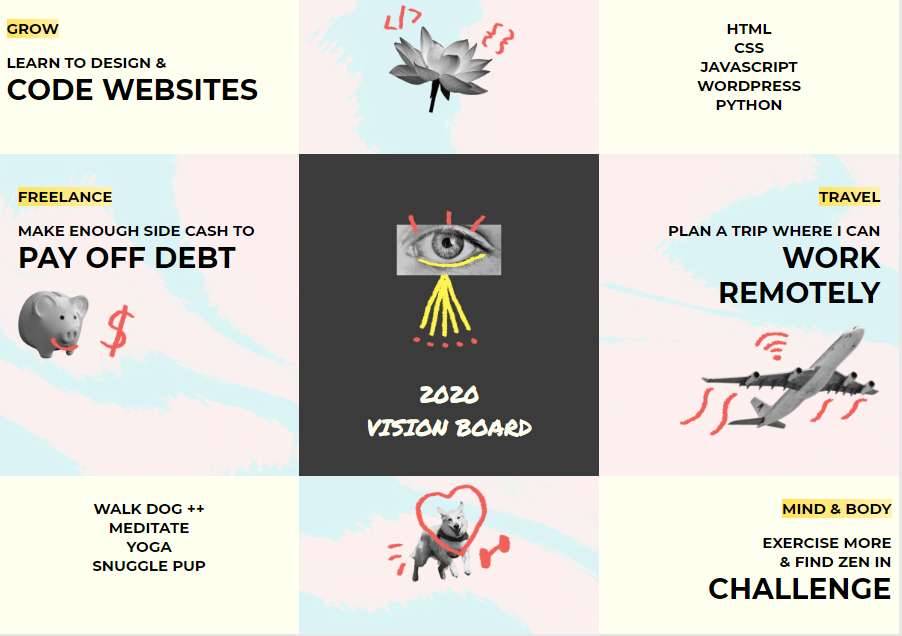 GROW
LEARN TO DESIGN &
CODE WEBSITES
</>
{}
HTML
CSS
JAVASCRIPT
WORDPRESS
PYTHON
FREELANCE
MAKE ENOUGH SIDE CASH TO
PAY OFF DEBT
$
2020
VISION BOARD
TRAVEL
PLAN A TRIP WHERE I CAN
WORK
REMOTELY
WALK DOG ++
MEDITATE
YOGA
SNUGGLE PUP
MIND & BODY
EXERCISE MORE
& FIND ZEN IN
CHALLENGE